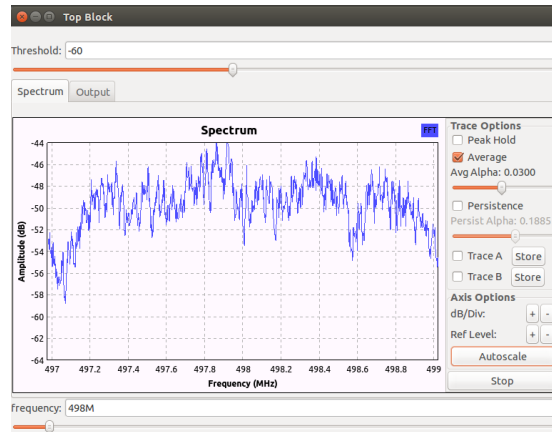 Top Block
Threshold: -60
Spectrum Output
Spectrum
FFT
Amplitude (dB)
-44
-46
-48
-50
-52
-54
-56
-58
-60
-62
-64
497 497.2 497.4 497.6 497.8 498 498.2 498.4 498.6 498.8 499
Frequency (MHz)
Trace Options
Peak Hold
Average
Avg Alpha: 0.0300
Persistence
Persist Alpha: 0.1885
Trace A Store
Trace B Store
Axis Options
dB/Div: + -
Ref Level: + -
Autoscale
Stop
frequency: 498M